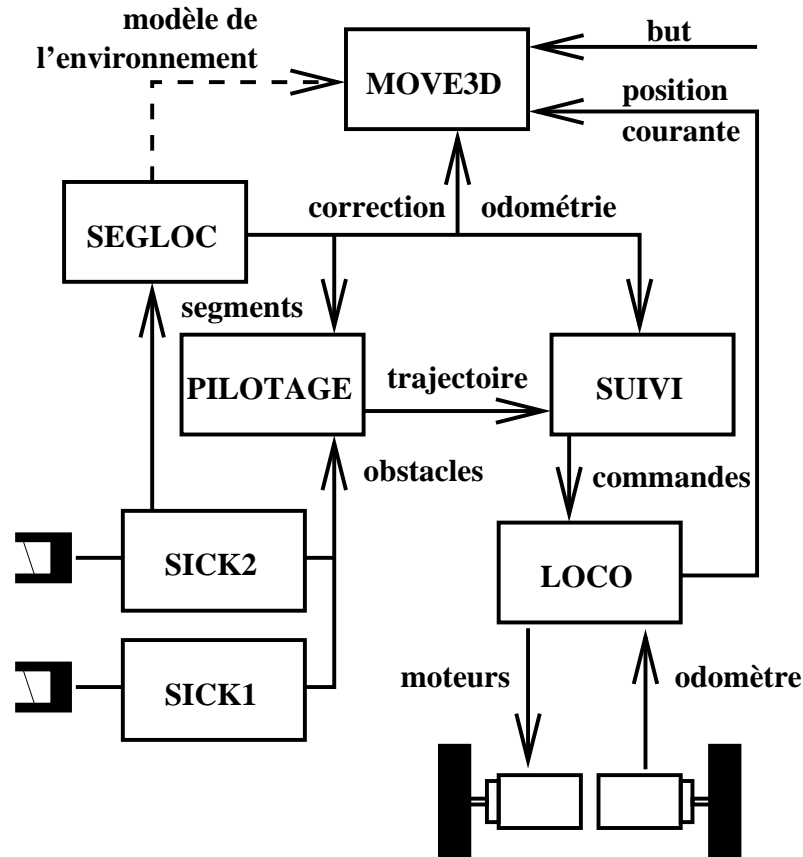 modèle de
l’environnement
MOVE3D
but
position
courante
SEGLOC
correction
odométrie
segments
PILOTAGE
trajectoire
SUIVI
obstacles
commandes
SICK2
LOCO
SICK1
moteurs
odomètre